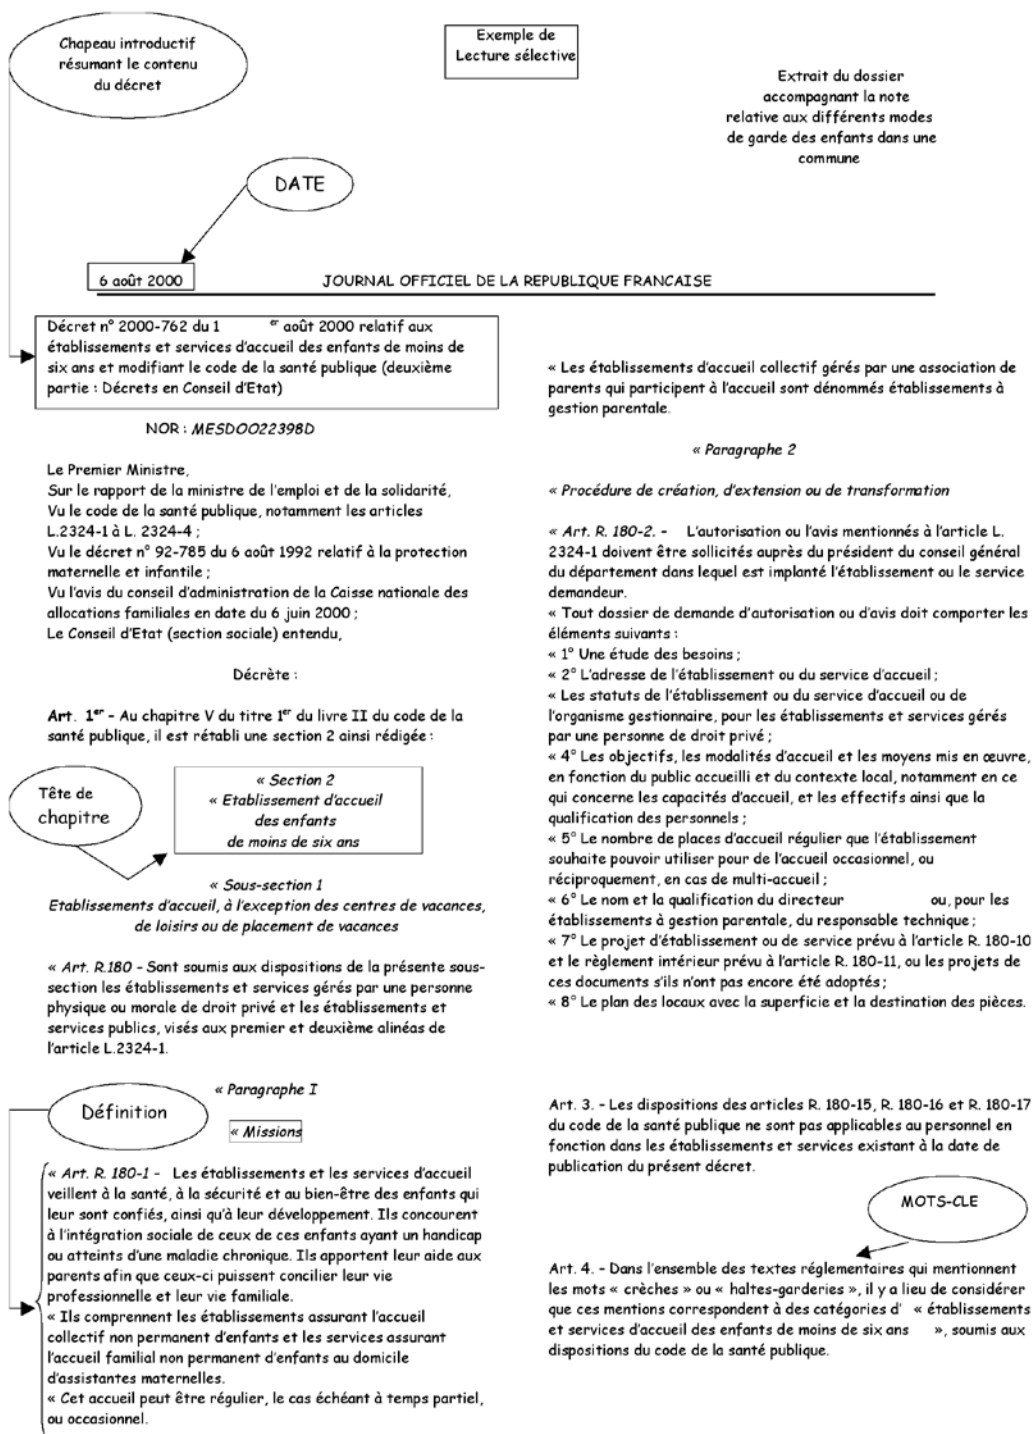 Chapeau introductif
résumant le contenu
du décret
Exemple de
Lecture sélective
Extrait du dossier
accompagnant la note
relative aux différents modes
de garde des enfants dans une
commune
DATE
6 août 2000
JOURNAL OFFICIEL DE LA REPUBLIQUE FRANCAISE
Décret n° 2000-762 du 1 er août 2000 relatif aux
établissements et services d'accueil des enfants de moins de
six ans et modifiant le code de la santé publique (deuxième
partie : Décrets en Conseil d'Etat)
NOR : MESDOO22398D
Le Premier Ministre,
Sur le rapport de la ministre de l'emploi et de la solidarité,
Vu le code de la santé publique, notamment les articles
L.2324-1 à L. 2324-4 ;
Vu le décret n° 92-785 du 6 août 1992 relatif à la protection
maternelle et infantile ;
Vu l'avis du conseil d'administration de la Caisse nationale des
allocations familiales en date du 6 juin 2000 ;
Le Conseil d'Etat (section sociale) entendu,
Décrète :
Art. 1er - Au chapitre V du titre 1er du livre II du code de la
santé publique, il est rétabli une section 2 ainsi rédigée :
Tête de
chapitre
« Section 2
« Etablissement d'accueil
des enfants
de moins de six ans
« Sous-section 1
Etablissements d'accueil, à l'exception des centres de vacances,
de loisirs ou de placement de vacances
« Art. R.180 - Sont soumis aux dispositions de la présente sous-
section les établissements et services gérés par une personne
physique ou morale de droit privé et les établissements et
services publics, visés aux premier et deuxième alinéas de
l'article L.2324-1.
« Paragraphe I
Définition
« Missions
« Art. R. 180-1 - Les établissements et les services d'accueil
veillent à la santé, à la sécurité et au bien-être des enfants qui
leur sont confiés, ainsi qu'à leur développement. Ils concourent
à l'intégration sociale de ceux de ces enfants ayant un handicap
ou atteints d'une maladie chronique. Ils apportent leur aide aux
parents afin que ceux-ci puissent concilier leur vie
professionnelle et leur vie familiale.
« Ils comprennent les établissements assurant l'accueil
collectif non permanent d'enfants et les services assurant
l'accueil familial non permanent d'enfants au domicile
d'assistantes maternelles.
« Cet accueil peut être régulier, le cas échéant à temps partiel,
ou occasionnel.
« Les établissements d'accueil collectif gérés par une association de
parents qui participent à l'accueil sont dénommés établissements à
gestion parentale.
« Paragraphe 2
« Procédure de création, d'extension ou de transformation
« Art. R. 180-2. - L'autorisation ou l'avis mentionnés à l'article L.
2324-1 doivent être sollicités auprès du président du conseil général
du département dans lequel est implanté l'établissement ou le service
demandeur.
« Tout dossier de demande d'autorisation ou d'avis doit comporter les
éléments suivants :
« 1° Une étude des besoins ;
« 2° L'adresse de l'établissement ou du service d'accueil ;
« Les statuts de l'établissement ou du service d'accueil ou de
l'organisme gestionnaire, pour les établissements et services gérés
par une personne de droit privé ;
« 4° Les objectifs, les modalités d'accueil et les moyens mis en œuvre,
en fonction du public accueilli et du contexte local, notamment en ce
qui concerne les capacités d'accueil, et les effectifs ainsi que la
qualification des personnels ;
« 5° Le nombre de places d'accueil régulier que l'établissement
souhaite pouvoir utiliser pour de l'accueil occasionnel, ou
réciproquement, en cas de multi-accueil ;
« 6° Le nom et la qualification du directeur ou, pour les
établissements à gestion parentale, du responsable technique ;
« 7° Le projet d'établissement ou de service prévu à l'article R. 180-10
et le règlement intérieur prévu à l'article R. 180-11, ou les projets de
ces documents s'ils n'ont pas encore été adoptés ;
« 8° Le plan des locaux avec la superficie et la destination des pièces.
Art. 3. - Les dispositions des articles R. 180-15, R. 180-16 et R. 180-17
du code de la santé publique ne sont pas applicables au personnel en
fonction dans les établissements et services existant à la date de
publication du présent décret.
MOTS-CLE
Art. 4. - Dans l'ensemble des textes réglementaires qui mentionnent
les mots « crèches » ou « haltes-garderies », il y a lieu de considérer
que ces mentions correspondent à des catégories d' « établissements
et services d'accueil des enfants de moins de six ans », soumis aux
dispositions du code de la santé publique.